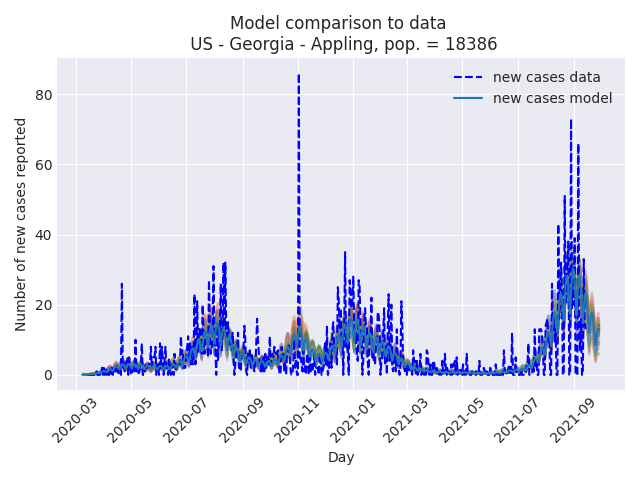 Model comparison to data
US - Georgia - Appling, pop. = 18386
new cases data
new cases model
Number of new cases reported
80
60
40
20
0
2020-03
2020-05
2020-07
2020-09
2020-11
2021-01
2021-03
2021-05
2021-07
2021-09
Day